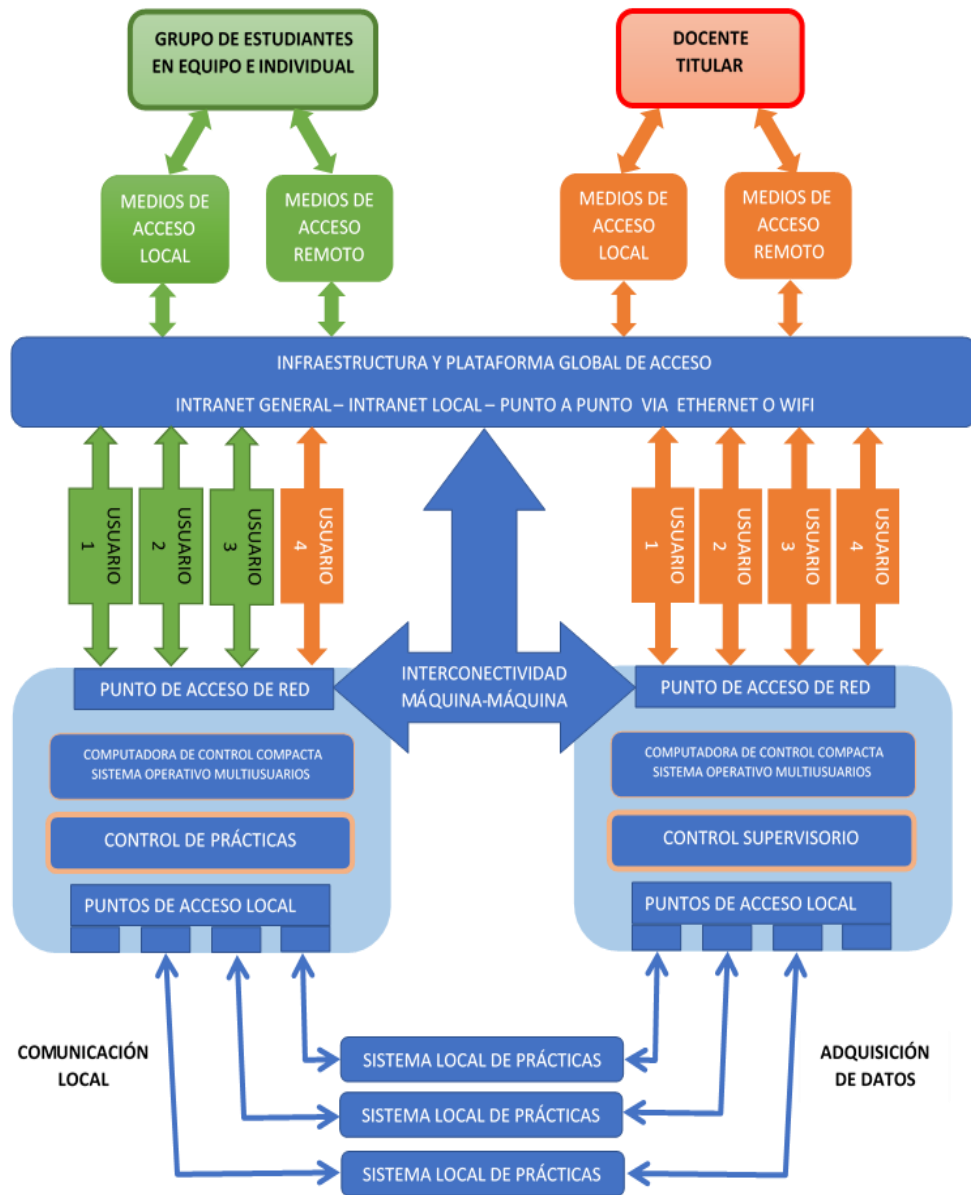 GRUPO DE ESTUDIANTES
EN EQUIPO E INDIVIDUAL
DOCENTE
TITULAR
MEDIOS DE
ACCESO
LOCAL
MEDIOS DE
ACCESO
REMOTO
MEDIOS DE
ACCESO
LOCAL
MEDIOS DE
ACCESO
REMOTO
INFRAESTRUCTURA Y PLATAFORMA GLOBAL DE ACCESO
INTRANET GENERAL – INTRANET LOCAL – PUNTO A PUNTO VIA ETHERNET O WIFI
USUARIO
1
USUARIO
2
USUARIO
3
USUARIO
4
USUARIO
1
USUARIO
2
USUARIO
3
USUARIO
4
PUNTO DE ACCESO DE RED
INTERCONECTIVIDAD
MÁQUINA-MÁQUINA
PUNTO DE ACCESO DE RED
COMPUTADORA DE CONTROL COMPACTA
SISTEMA OPERATIVO MULTIUSUARIOS
COMPUTADORA DE CONTROL COMPACTA
SISTEMA OPERATIVO MULTIUSUARIOS
CONTROL DE PRÁCTICAS
CONTROL SUPERVISORIO
PUNTOS DE ACCESO LOCAL
PUNTOS DE ACCESO LOCAL
COMUNICACIÓN
LOCAL
SISTEMA LOCAL DE PRÁCTICAS
SISTEMA LOCAL DE PRÁCTICAS
SISTEMA LOCAL DE PRÁCTICAS
ADQUISICIÓN
DE DATOS